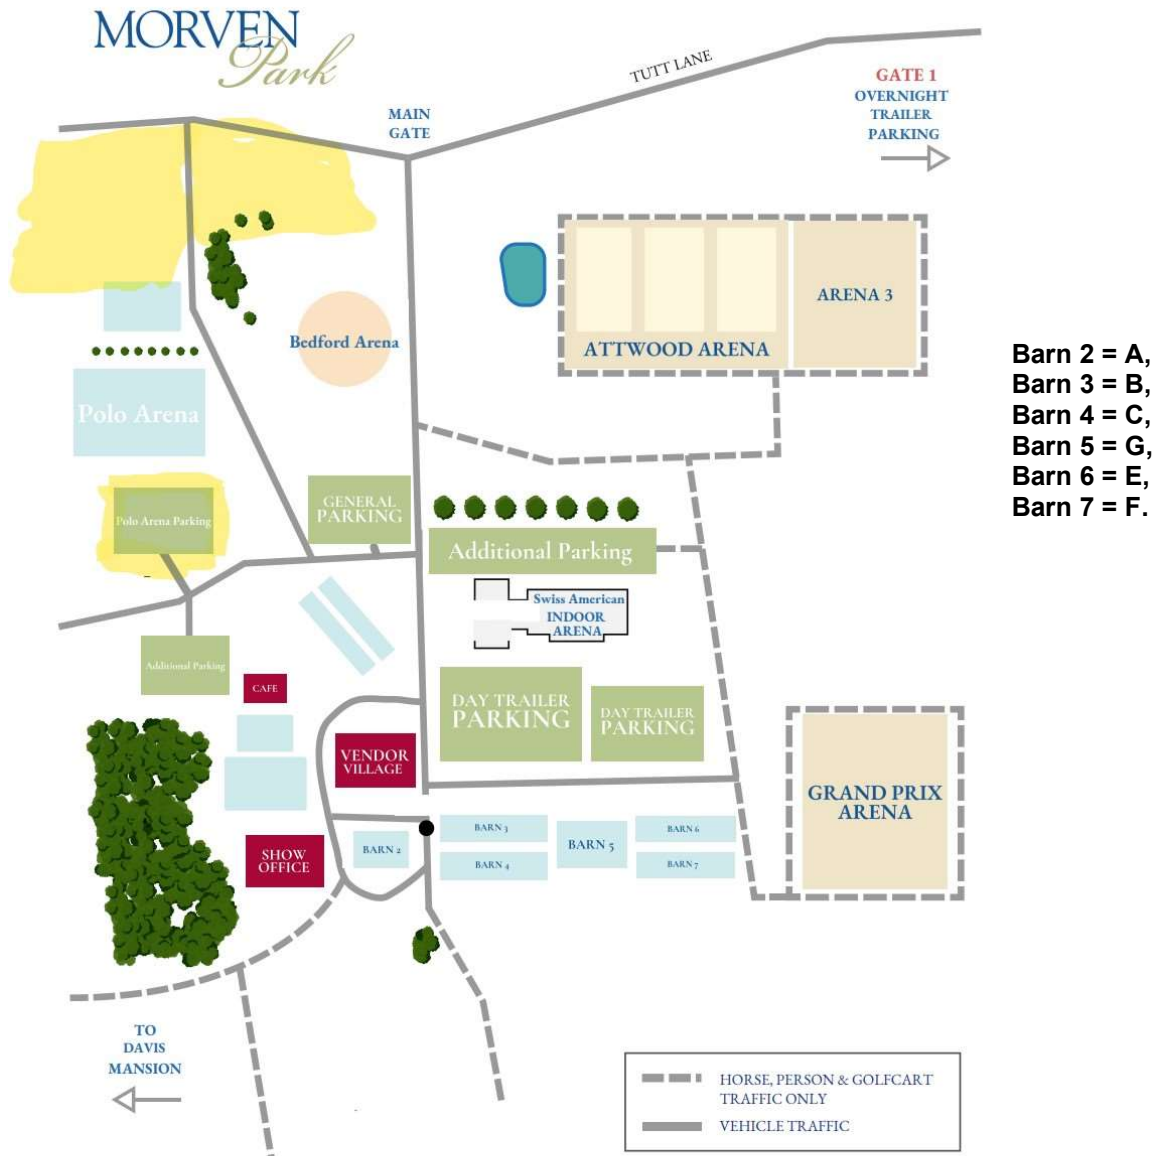 MORVEN
Park
TUTT LANE
GATE 1
OVERNIGHT
TRAILER
PARKING
MAIN
GATE
ARENA 3
ATTWOOD ARENA
Bedford Arena
Barn 2 = A,
Barn 3 = B,
Barn 4 = C,
Barn 5 = G,
Barn 6 = E,
Barn 7 = F.
Polo Arena
GENERAL
PARKING
Polo Arena Parking
Additional Parking
Swiss American
INDOOR
ARENA
Additional Parking
CAFE
DAY TRAILER
PARKING
DAY TRAILER
PARKING
VENDOR
VILLAGE
GRAND PRIX
ARENA
BARN 3
BARN 6
BARN 2
BARN 5
SHOW
OFFICE
BARN 4
BARN 7
TO
DAVIS
MANSION
HORSE, PERSON & GOLFCART
TRAFFIC ONLY
VEHICLE TRAFFIC